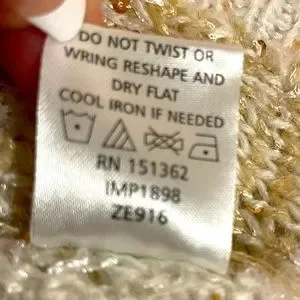 DO NOT TWIST OR
WRING RESHAPE AND
DRY FLAT
COOL IRON IF NEEDED
RN 151362
IMP1898
ZE916